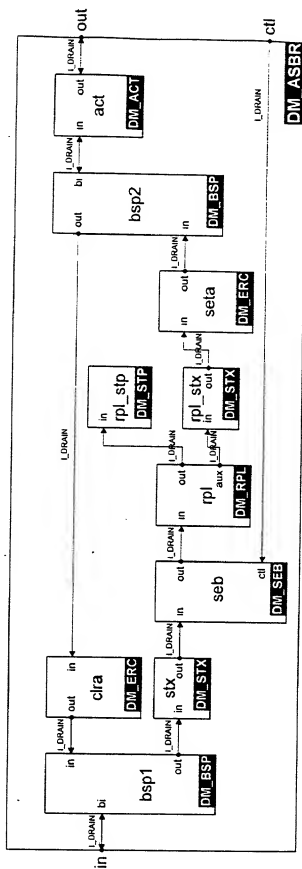 in
I_DRAIN
bi
in
bsp1
out
DM_BSP
I_DRAIN
out
in
clra
DM_ERC
I_DRAIN
in
out
stx
DM_STX
I_DRAIN
in
out
seb
ctl
DM_SEB
I_DRAIN
in
out
rpl
aux
DM_RPL
I_DRAIN
I_DRAIN
in
rpl_stp
DM_STP
rpl_stx
in
out
DM_STX
I_DRAIN
in
out
seta
DM_ERC
I_DRAIN
I_DRAIN
out
bi
bsp2
in
DM_BSP
I_DRAIN
in
out
act
DM_ACT
I_DRAIN
out
I_DRAIN
ctl
DM_ASBR